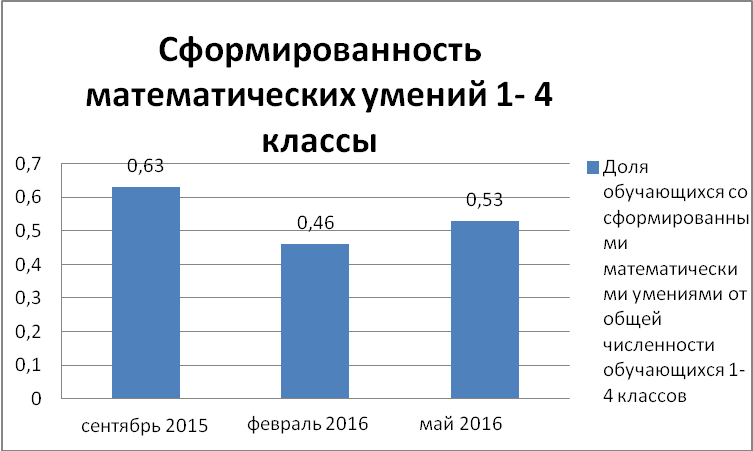 Сформированность
математических умений 1- 4
классы
0,7
0,6
0,5
0,4
0,3
0,2
0,1
0
0,63
0,46
0,53
сентябрь 2015
февраль 2016
май 2016
Доля
обучающихся со
сформированны
ми
математически
ми умениями от
общей
численности
обучающихся 1-
4 классов